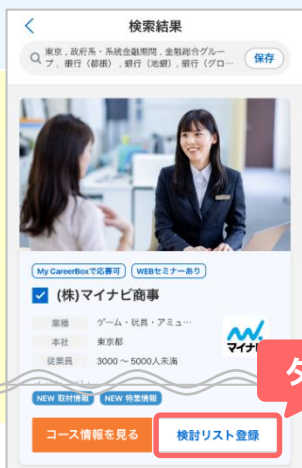 検索結果
東京 , 政府系・系統金融期間 , 金融総合グルー
プ , 銀行（都銀）, 銀行（地銀）, 銀行（グロ…
保存
My CareerBoxで応募可
WEBセミナーあり
(株)マイナビ商事
業種 ゲーム・玩具・アミュ…
本社 東京都
従業員 3000 〜 5000人未満
マイナビ
NEW 取材情報
NEW 特集情報
コース情報を見る
検討リスト登録
タ